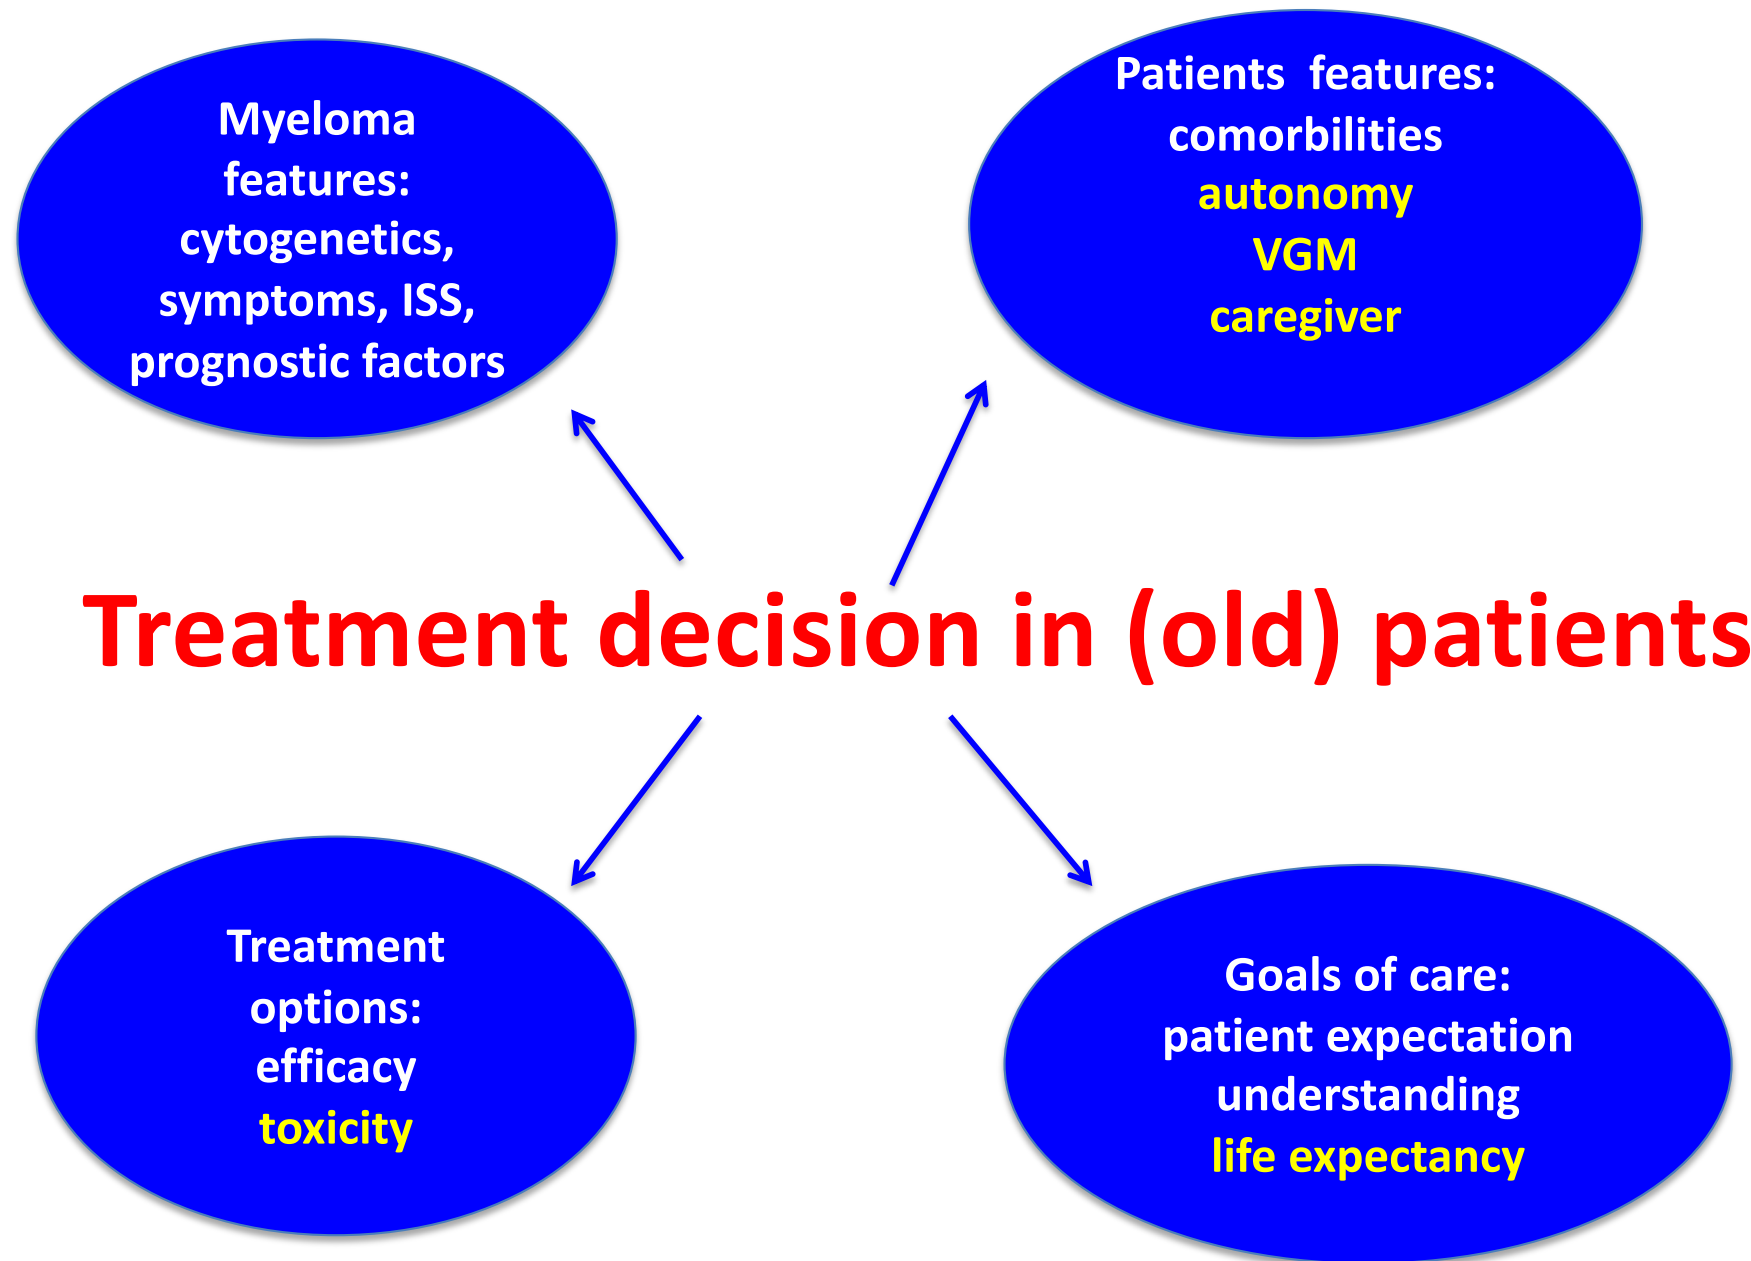 Myeloma
features:
cytogenetics,
symptoms, ISS,
prognostic factors
Patients features:
comorbilities
autonomy
VGM
caregiver
Treatment decision in (old) patients
Treatment
options:
efficacy
toxicity
Goals of care:
patient expectation
understanding
life expectancy